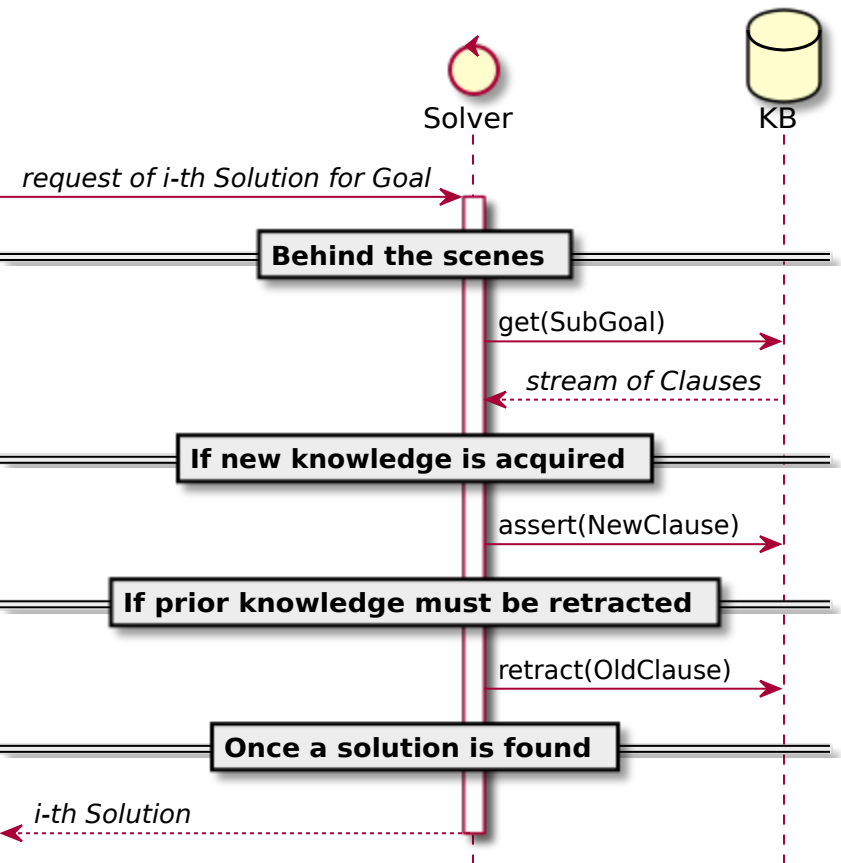 Solver
KB
request of i-th Solution for Goal
Behind the scenes
get(SubGoal)
stream of Clauses
If new knowledge is acquired
assert(NewClause)
If prior knowledge must be retracted
retract(OldClause)
Once a solution is found
i-th Solution